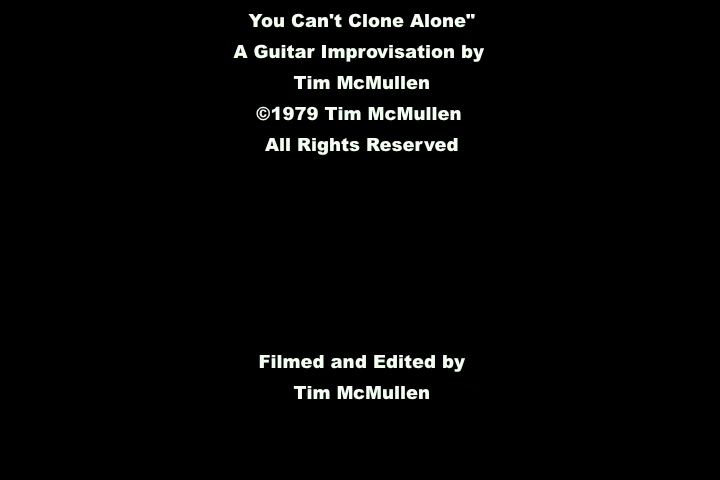 You Can't Clone Alone"
A Guitar Improvisation by
Tim McMullen
©1979 Tim McMullen
All Rights Reserved
Filmed and Edited by
Tim McMullen